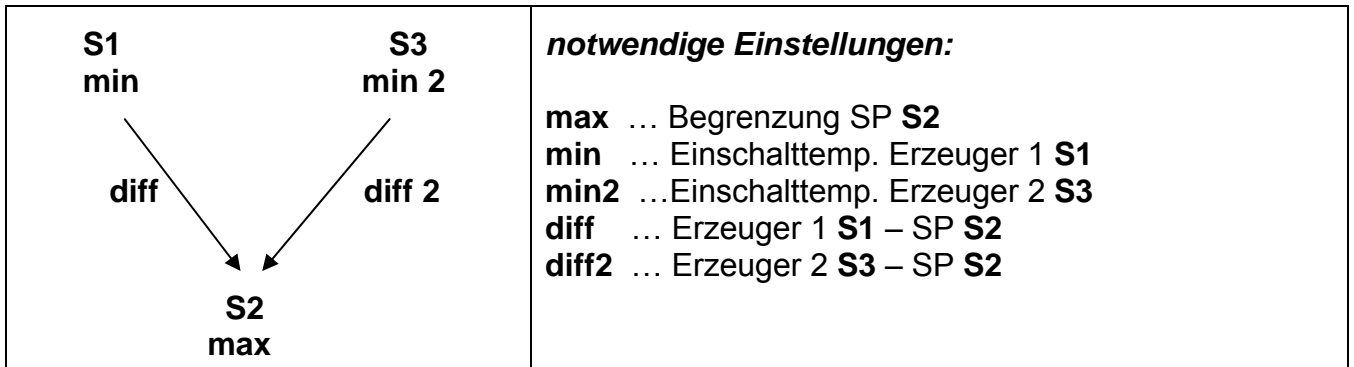 S1 S3
min min 2
diff diff 2
S2
max
notwendige Einstellungen:
max … Begrenzung SP S2
min … Einschalttemp. Erzeuger 1 S1
min2 …Einschalttemp. Erzeuger 2 S3
diff … Erzeuger 1 S1 – SP S2
diff2 … Erzeuger 2 S3 – SP S2